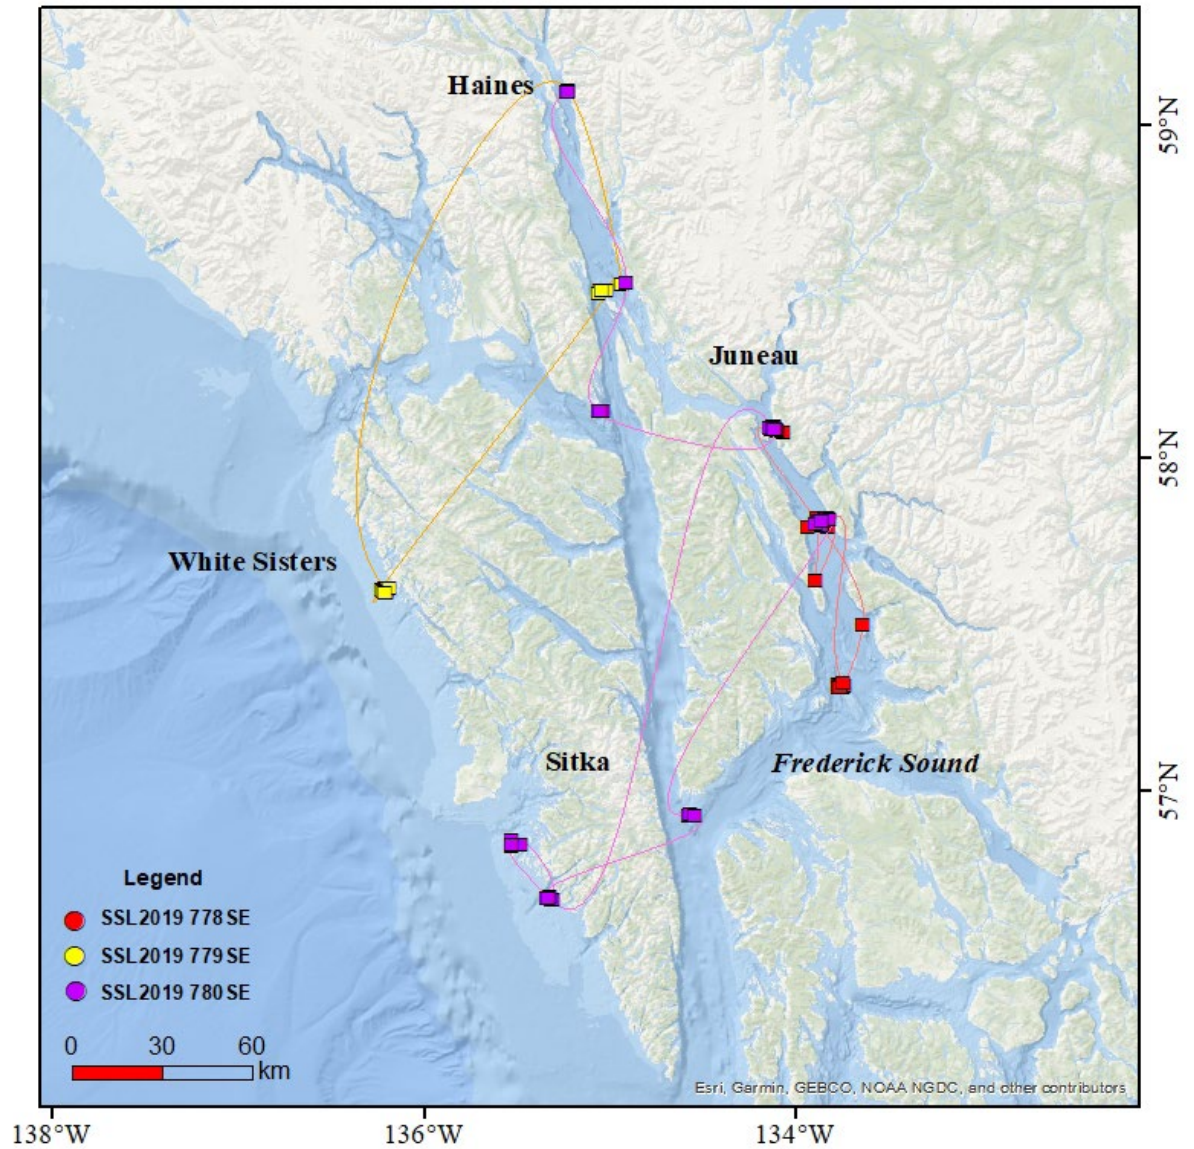 Haines
59°N
Juneau
58°N
White Sisters
Sitka
Frederick Sound
57°N
Legend
SSL2019 778 SE
SSL2019 779 SE
SSL2019 780 SE
0 30 60
km
Esri, Garmin, GEBCO, NOAA NGDC, and other contributors
138°W 136°W 134°W